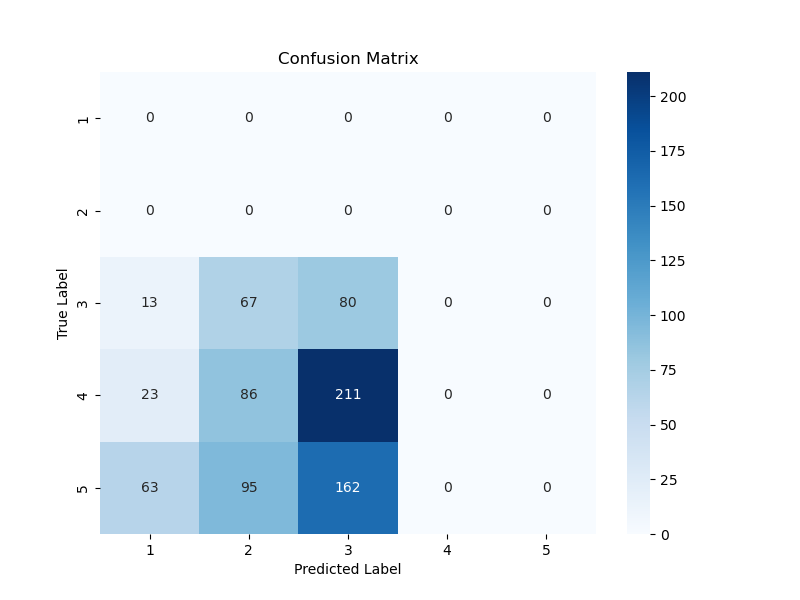 Confusion Matrix
True Label
1 0 0 0 0 0
2 0 0 0 0 0
3 13 67 80 0 0
4 23 86 211 0 0
5 63 95 162 0 0
1 2 3 4 5
Predicted Label
200
175
150
125
100
75
50
25
0